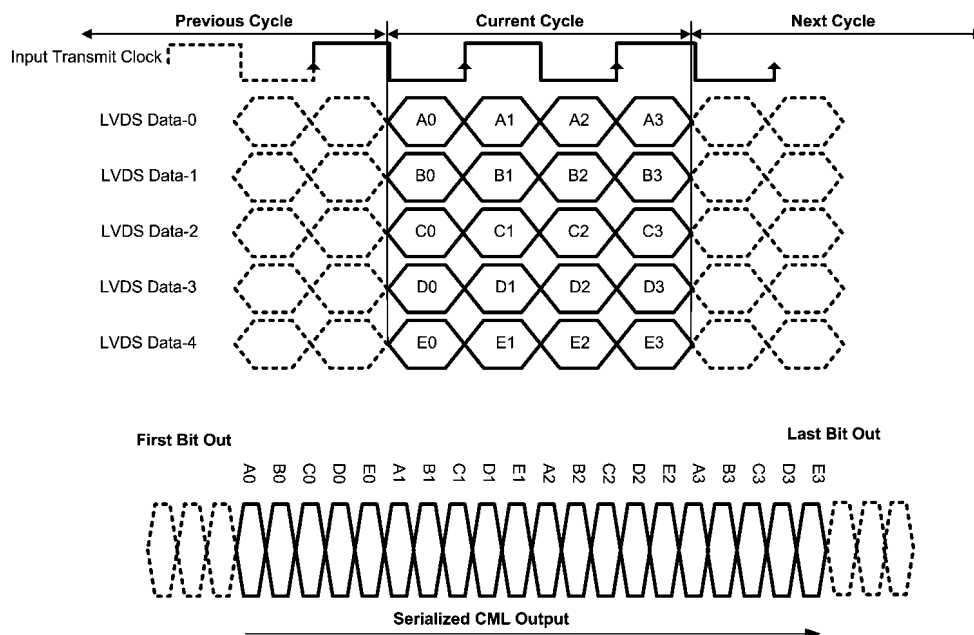 Previous Cycle Current Cycle Next Cycle
Input Transmit Clock
LVDS Data-0 A0 A1 A2 A3
LVDS Data-1 B0 B1 B2 B3
LVDS Data-2 C0 C1 C2 C3
LVDS Data-3 D0 D1 D2 D3
LVDS Data-4 E0 E1 E2 E3
First Bit Out Last Bit Out
A0 B0 C0 D0 E0 A1 B1 C1 D1 E1 A2 B2 C2 D2 E2 A3 B3 C3 D3 E3
Serialized CML Output